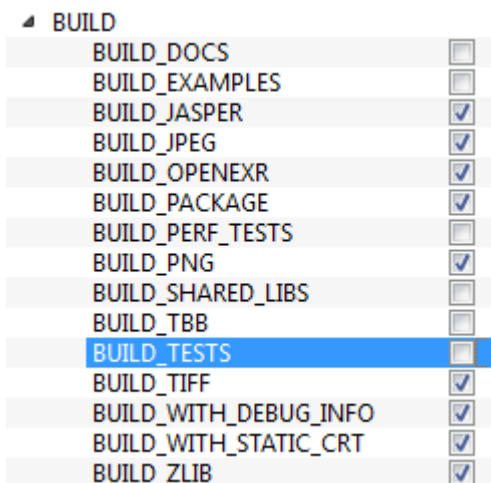 BUILD
BUILD_DOCS
BUILD_EXAMPLES
BUILD_JASPER
BUILD_JPEG
BUILD_OPENEXR
BUILD_PACKAGE
BUILD_PERF_TESTS
BUILD_PNG
BUILD_SHARED_LIBS
BUILD_TBB
BUILD_TESTS
BUILD_TIFF
BUILD_WITH_DEBUG_INFO
BUILD_WITH_STATIC_CRT
BUILD_ZLIB